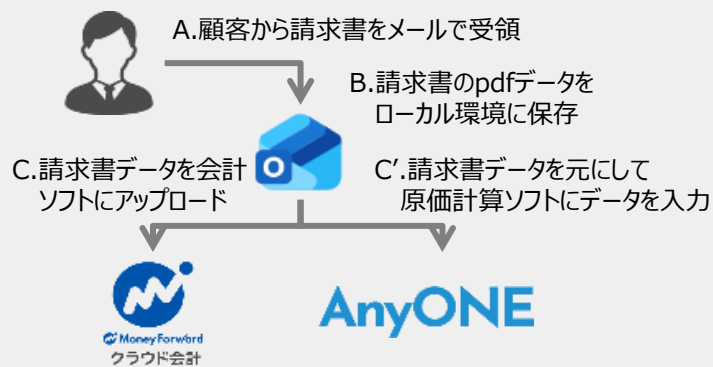 A.顧客から請求書をメールで受領
B.請求書のpdfデータを
ローカル環境に保存
O
C.請求書データを会計
ソフトにアップロード
C′.請求書データを元にして
原価計算ソフトにデータを入力
Money Forward
クラウド会計
AnyONE